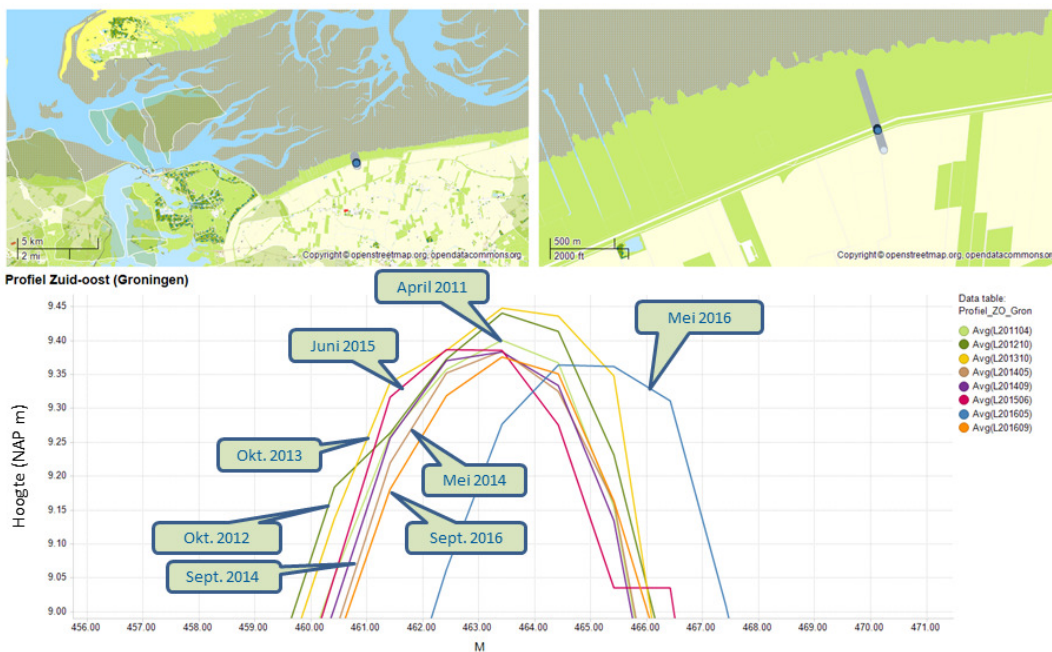 5 km
2 mi
Copyright © openstreetmap.org; opendatacommons.org
500 m
2000 ft
Copyright © openstreetmap.org; opendatacommons.org
Profiel Zuid-oost (Groningen)
April 2011
Mei 2016
Juni 2015
Okt. 2013
Mei 2014
Okt. 2012
Sept. 2016
Sept. 2014
Hoogte (NAP m)
9.45
9.40
9.35
9.30
9.25
9.20
9.15
9.10
9.05
9.00
456.00 457.00 458.00 459.00 460.00 461.00 462.00 463.00 464.00 465.00 466.00 467.00 468.00 469.00 470.00 471.00
M
Data table:
Profiel_ZO_Gron
Avg(L201104)
Avg(L201210)
Avg(L201310)
Avg(L201405)
Avg(L201409)
Avg(L201506)
Avg(L201605)
Avg(L201609)